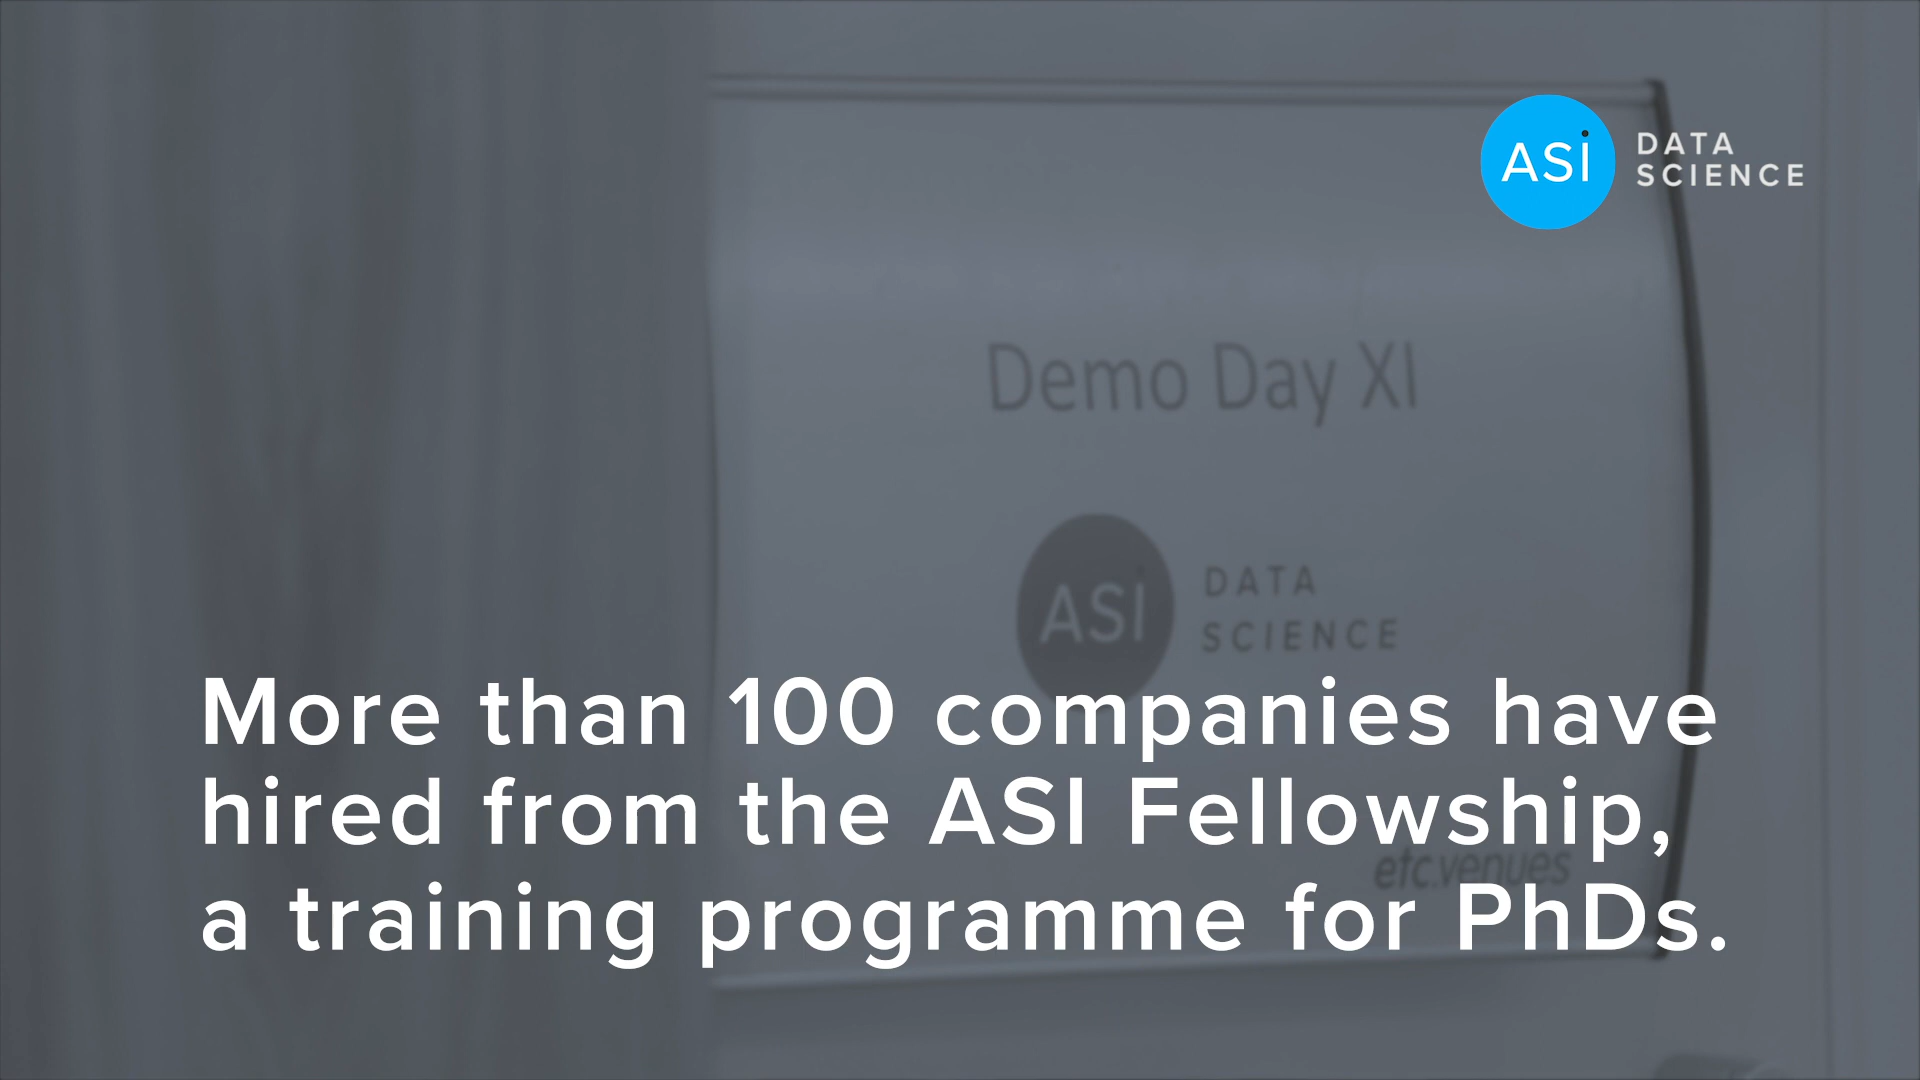 ASI
DATA
SCIENCE
Demo Day XI
ASI
DATA
SCIENCE
More than 100 companies have
hired from the ASI Fellowship,
etc.venues
a training programme for PhDs.